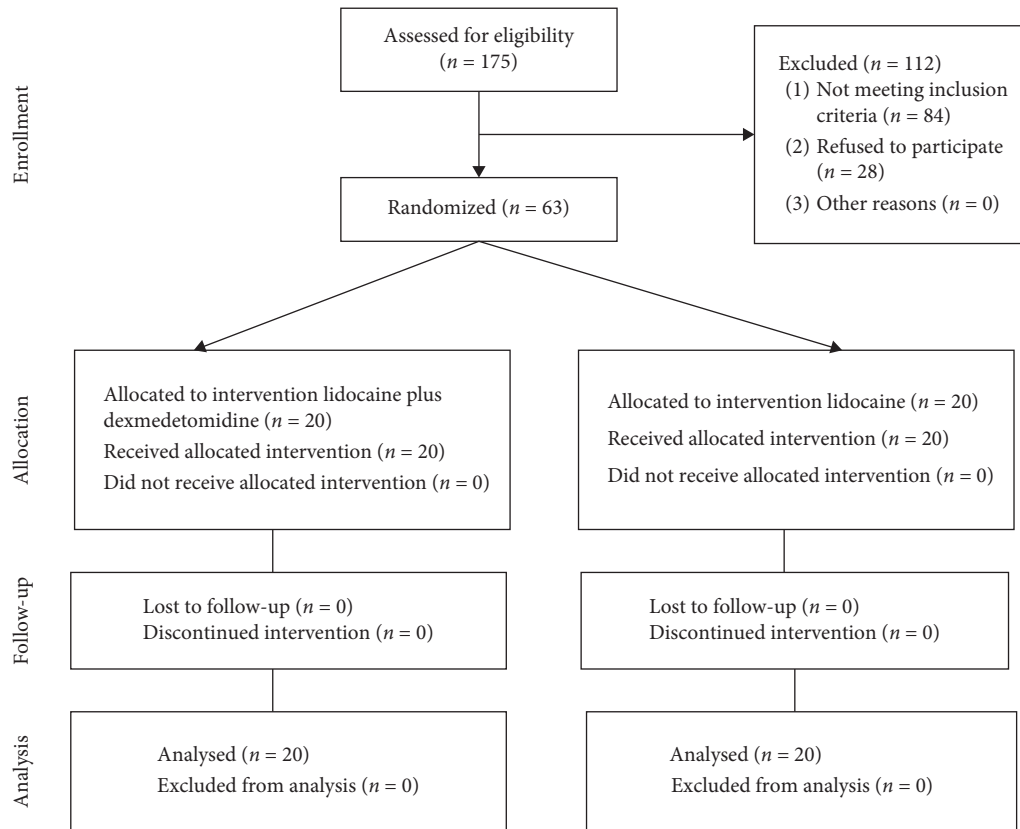 Enrollment
Assessed for eligibility
(n = 175)
Excluded (n = 112)
(1) Not meeting inclusion
criteria (n = 84)
(2) Refused to participate
(n = 28)
(3) Other reasons (n = 0)
Randomized (n = 63)
Allocation
Allocated to intervention lidocaine plus
dexmedetomidine (n = 20)
Received allocated intervention (n = 20)
Did not receive allocated intervention (n = 0)
Allocated to intervention lidocaine (n = 20)
Received allocated intervention (n = 20)
Did not receive allocated intervention (n = 0)
Follow-up
Lost to follow-up (n = 0)
Discontinued intervention (n = 0)
Lost to follow-up (n = 0)
Discontinued intervention (n = 0)
Analysis
Analysed (n = 20)
Excluded from analysis (n = 0)
Analysed (n = 20)
Excluded from analysis (n = 0)